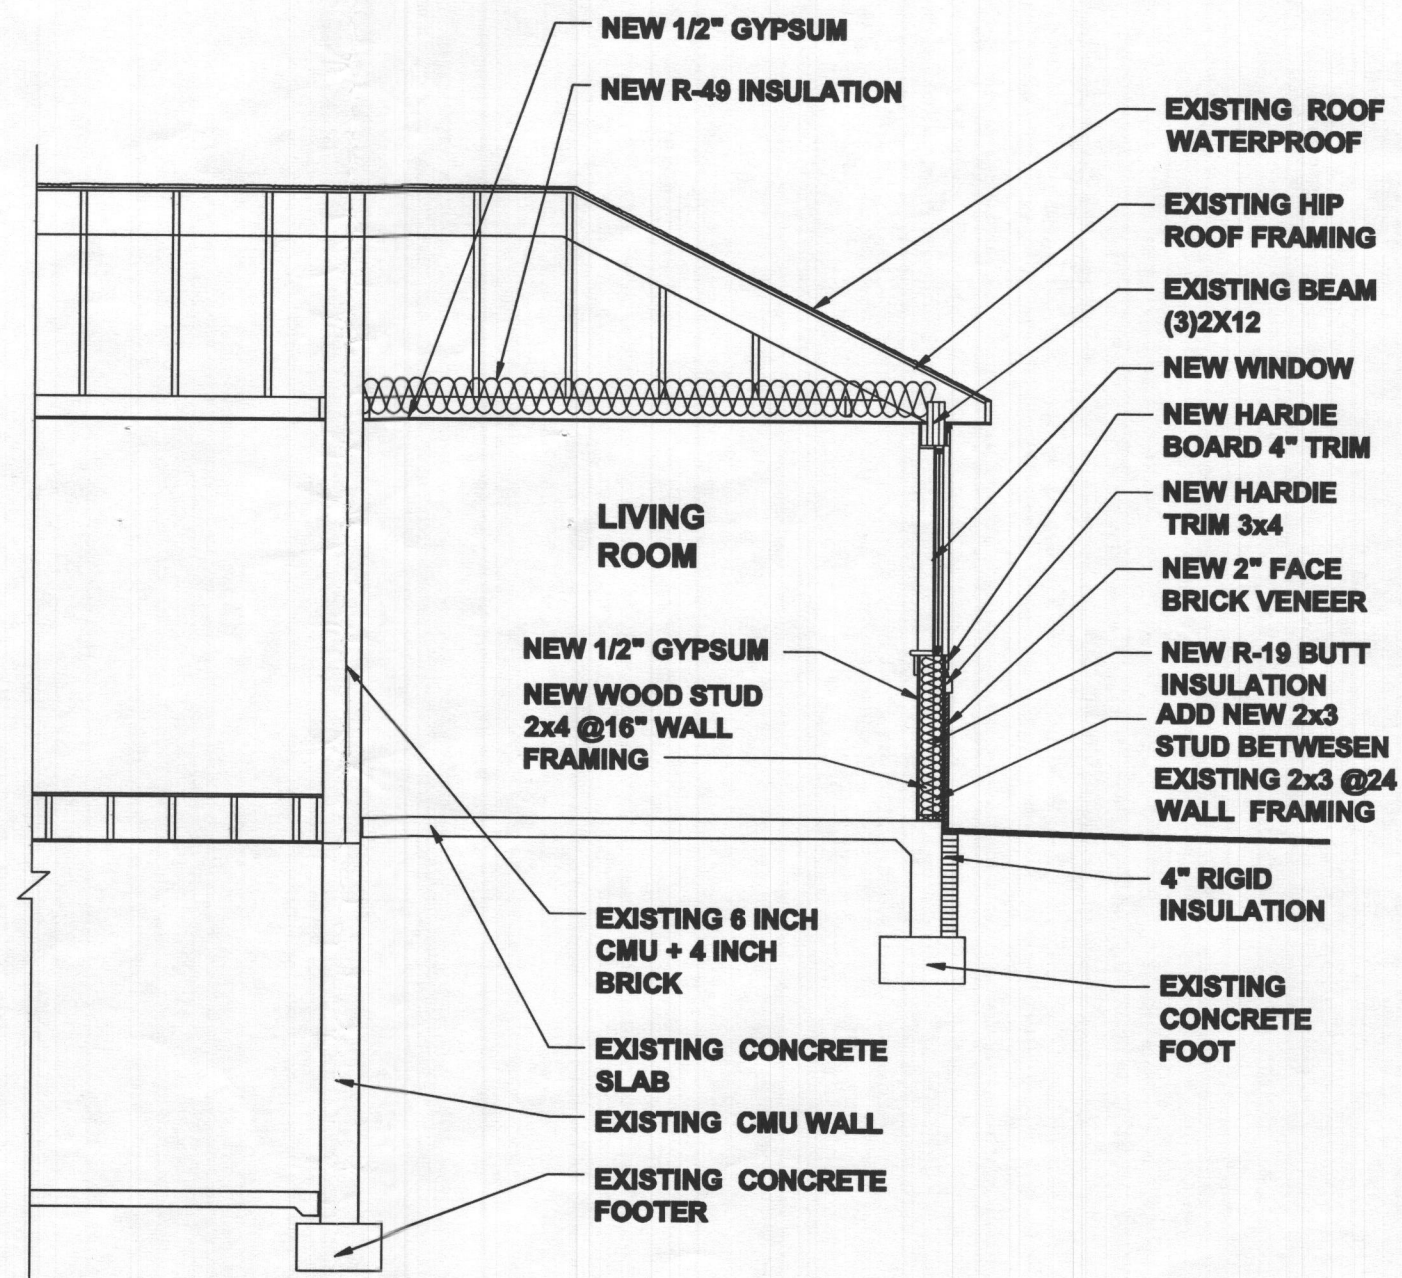 NEW 1/2" GYPSUM
NEW R-49 INSULATION
EXISTING ROOF
WATERPROOF
EXISTING HIP
ROOF FRAMING
EXISTING BEAM
(3)2X12
NEW WINDOW
NEW HARDIE
BOARD 4" TRIM
NEW HARDIE
TRIM 3x4
NEW 2" FACE
BRICK VENEER
NEW R-19 BUTT
INSULATION
ADD NEW 2x3
STUD BETWESEN
EXISTING 2x3 @24
WALL FRAMING
4" RIGID
INSULATION
EXISTING
CONCRETE
FOOT
LIVING
ROOM
NEW 1/2" GYPSUM
NEW WOOD STUD
2x4 @16" WALL
FRAMING
EXISTING 6 INCH
CMU + 4 INCH
BRICK
EXISTING CONCRETE
SLAB
EXISTING CMU WALL
EXISTING CONCRETE
FOOTER